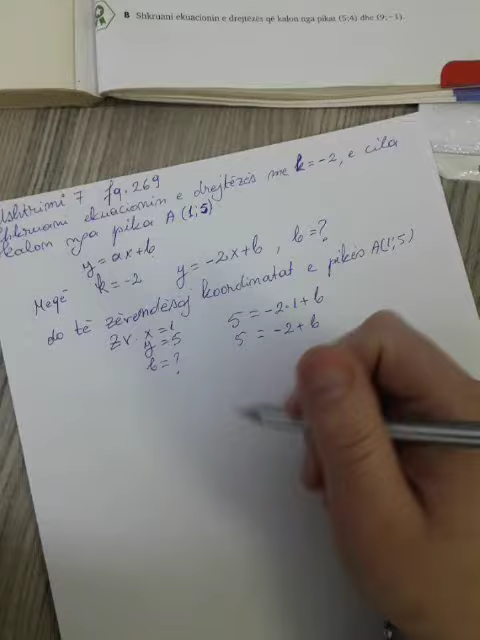 8 Shkruani ekuacionin e drejtëzës që kalon nga pikat (5;4) dhe (9;−1).
Ushtrimi 7 fq. 269
Shkruani ekuacionin e drejtëzës me k = −2, e cila
kalon nga pika A(1;5)
y = ax + b
Meqë k = −2 y = −2x + b, b = ?
do të zëvendësoj koordinatat e pikës A(1;5)
Zv. x = 1 5 = −2·1 + b
y = 5 5 = −2 + b
b = ?